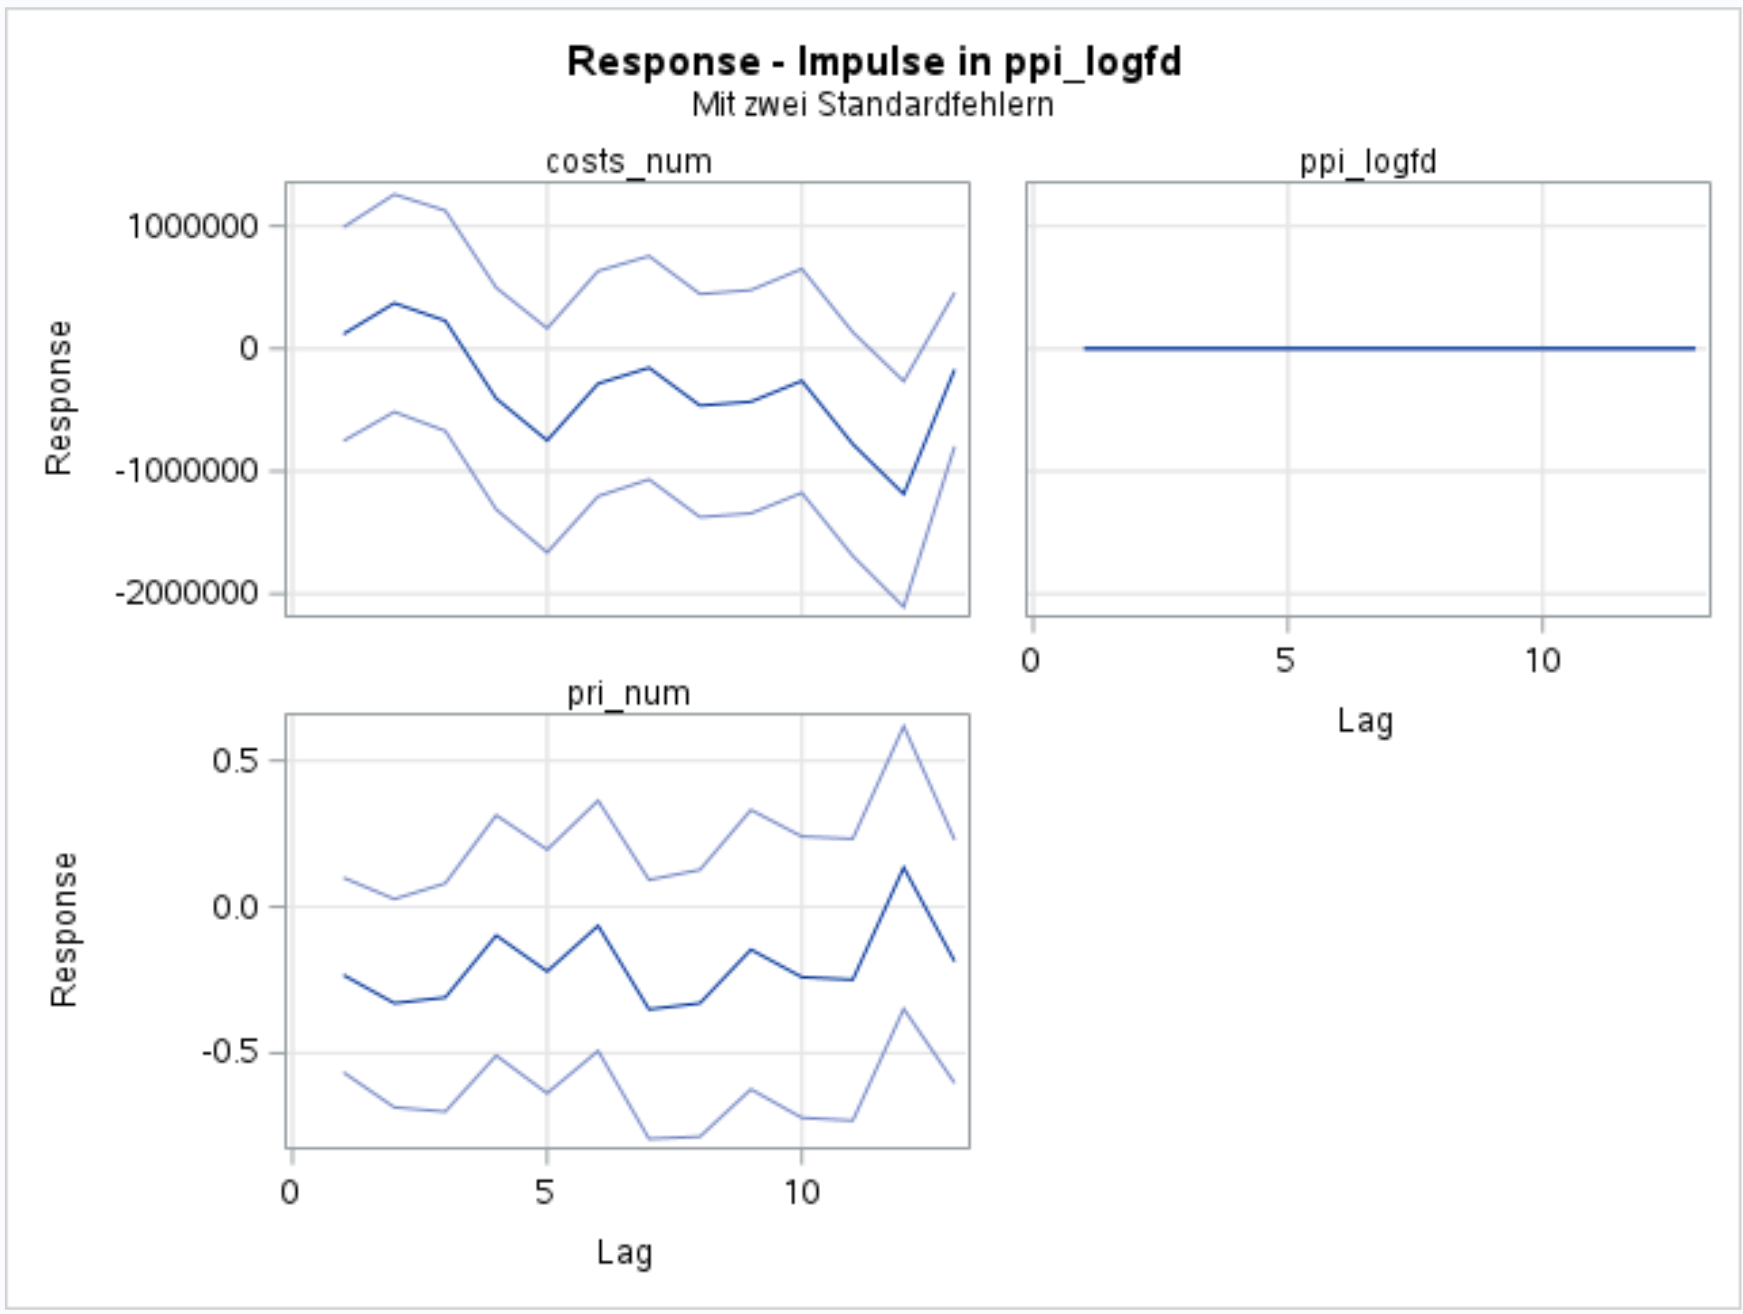 Response - Impulse in ppi_logfd
Mit zwei Standardfehlern
costs_num
ppi_logfd
1000000
0
-1000000
-2000000
Response
0 5 10
Lag
pri_num
0.5
0.0
-0.5
Response
0 5 10
Lag